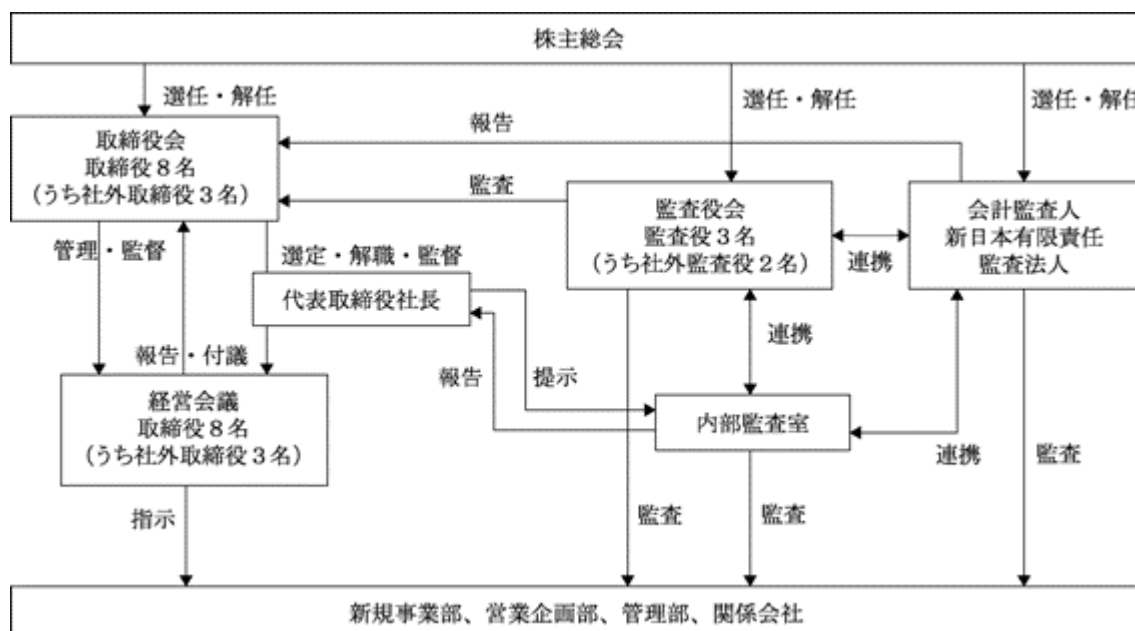 株主総会
選任・解任
選任・解任
選任・解任
報告
取締役会
取締役8名
(うち社外取締役3名)
監査
監査役会
監査役3名
(うち社外監査役2名)
連携
会計監査人
新日本有限責任
監査法人
管理・監督
選定・解職・監督
代表取締役社長
連携
報告・付議
報告
提示
経営会議
取締役8名
(うち社外取締役3名)
内部監査室
連携
監査
指示
監査
監査
新規事業部、営業企画部、管理部、関係会社